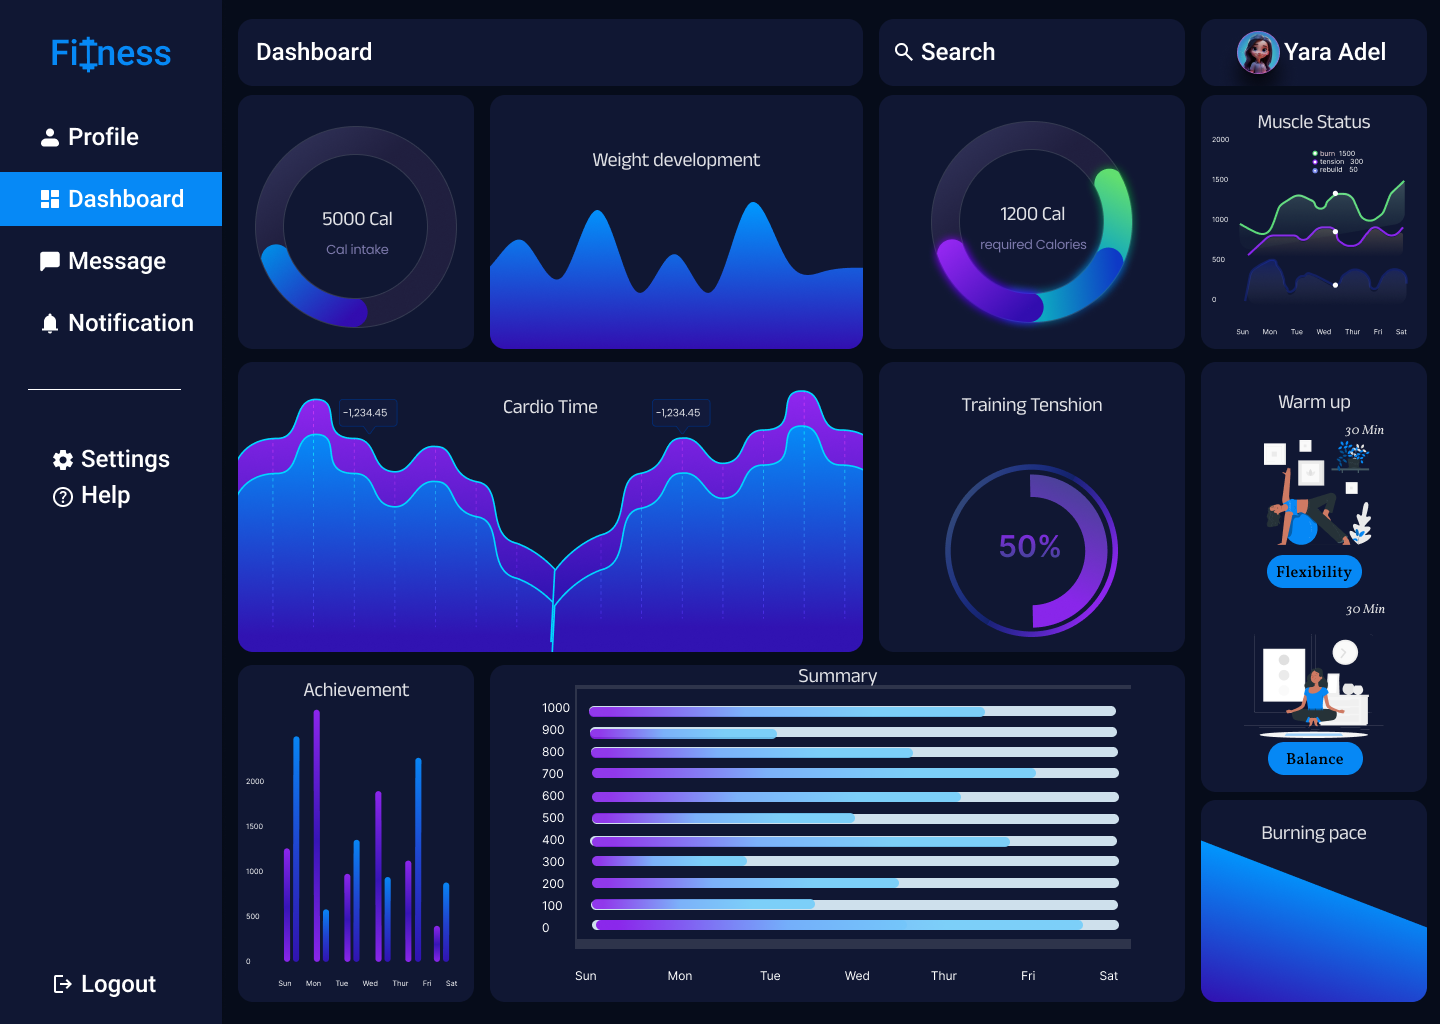 Fitness
Profile
Dashboard
Message
Notification
Settings
Help
Logout
Dashboard
Search
Yara Adel
5000 Cal
Cal intake
Weight development
1200 Cal
required Calories
Muscle Status
2000
burn 1500
tension 300
rebuild 50
1500
1000
500
0
Sun Mon Tue Wed Thur Fri Sat
~1,234.45
Cardio Time
~1,234.45
Training Tenshion
50%
Warm up
30 Min
Flexibility
30 Min
Balance
Achievement
2000
1500
1000
500
0
Sun Mon Tue Wed Thur Fri Sat
Summary
1000
900
800
700
600
500
400
300
200
100
0
Sun Mon Tue Wed Thur Fri Sat
Burning pace